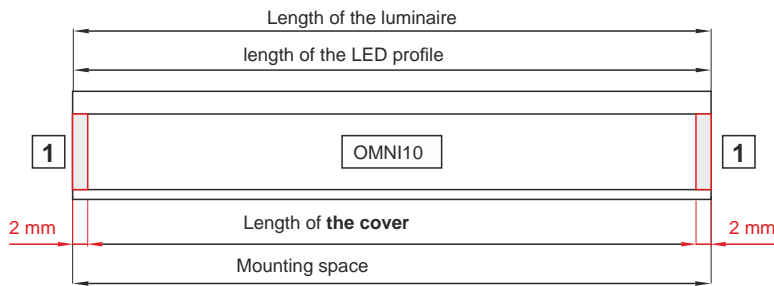 Length of the luminaire
length of the LED profile
1
OMNI10
1
2 mm
Length of the cover
2 mm
Mounting space